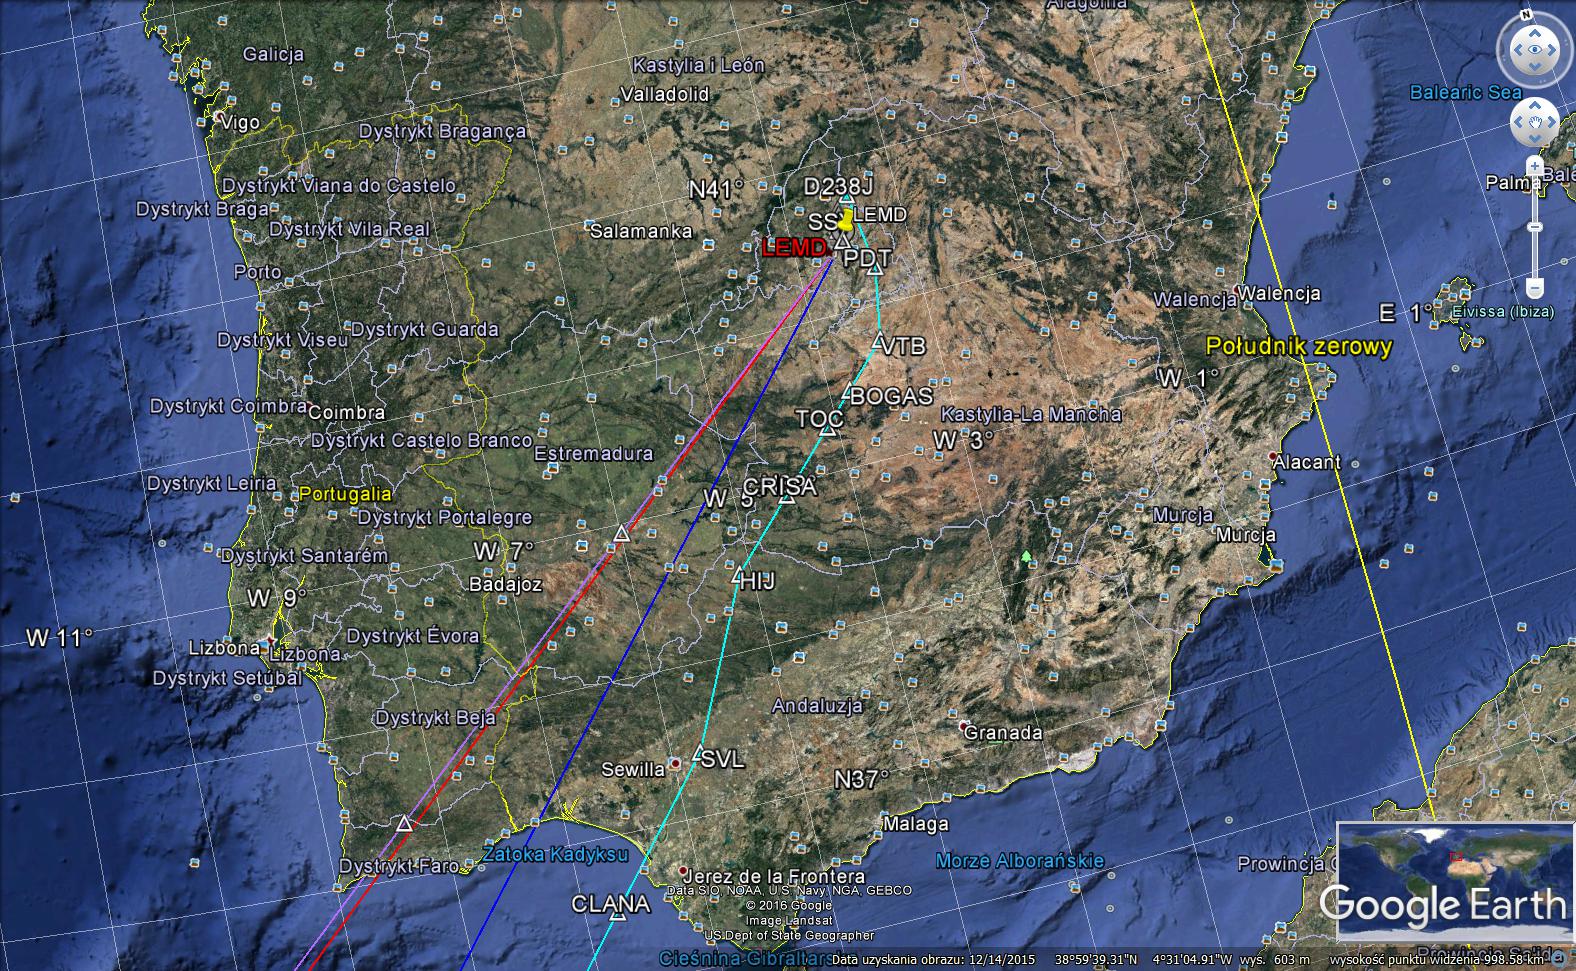 Aragonia
Galicja
Kastylia i León
Valladolid
Balearic Sea
Vigo
Dystrykt Bragança
N
Palma
N41°
D238J
Dystrykt Viana do Castelo
Dystrykt Braga
LEMD
SS
Dystrykt Vila Real
Salamanka
LEMD
PDT
Porto
Walencja
Walencja
E 1°
Eivissa (Ibiza)
Dystrykt Guarda
Dystrykt Viseu
VTB
Południk zerowy
W 1°
BOGAS
Dystrykt Coimbra
Coimbra
TOC
Kastylia-La Mancha
W 3°
Dystrykt Castelo Branco
Estremadura
Alacant
Dystrykt Leiria
Portugalia
W 5°
CRISA
Dystrykt Portalegre
Murcja
Murcja
Dystrykt Santarém
W 7°
Badajoz
HIJ
W 9°
W 11°
Dystrykt Évora
Lizbona
Lizbona
Dystrykt Setúbal
Dystrykt Beja
Andaluzja
Granada
Sewilla
SVL
N37°
Malaga
Zatoka Kadyksu
Dystrykt Faro
Morze Alborańskie
Prowincja
Jerez de la Frontera
Data SIO, NOAA, U.S. Navy, NGA, GEBCO
CLANA
© 2016 Google
Image Landsat
US Dept of State Geographer
Google Earth
Cieśnina Gibraltars
Data uzyskania obrazu: 12/14/2015 38°59'39.31"N 4°31'04.91"W wys. 603 m wysokość punktu widzenia 998.58 km